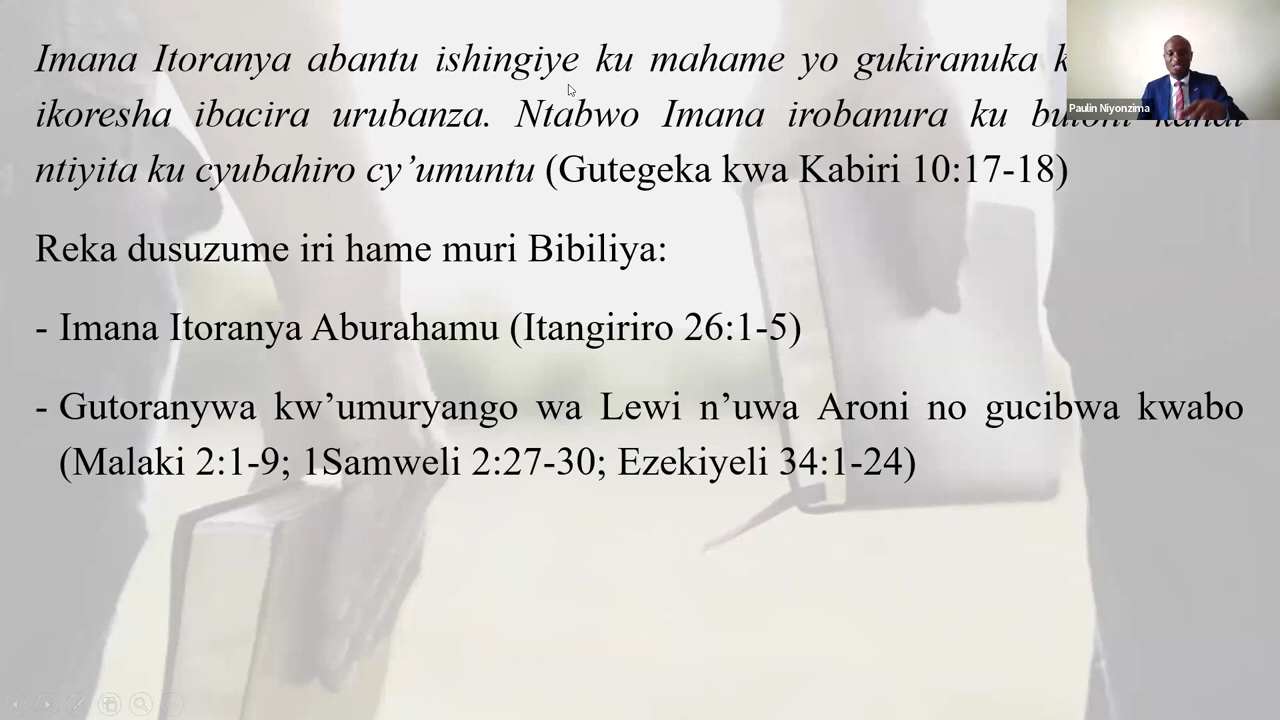 Imana Itoranya abantu ishingiye ku mahame yo gukiranuka
ikoresha ibacira urubanza. Ntabwo Imana irobanura ku
ntiyita ku cyubahiro cy’umuntu (Gutegeka kwa Kabiri 10:17-18)
Reka dusuzume iri hame muri Bibiliya:
- Imana Itoranya Aburahamu (Itangiriro 26:1-5)
- Gutoranywa kw’umuryango wa Lewi n’uwa Aroni no gucibwa kwabo
(Malaki 2:1-9; 1Samweli 2:27-30; Ezekiyeli 34:1-24)
Paulin Niyonzima